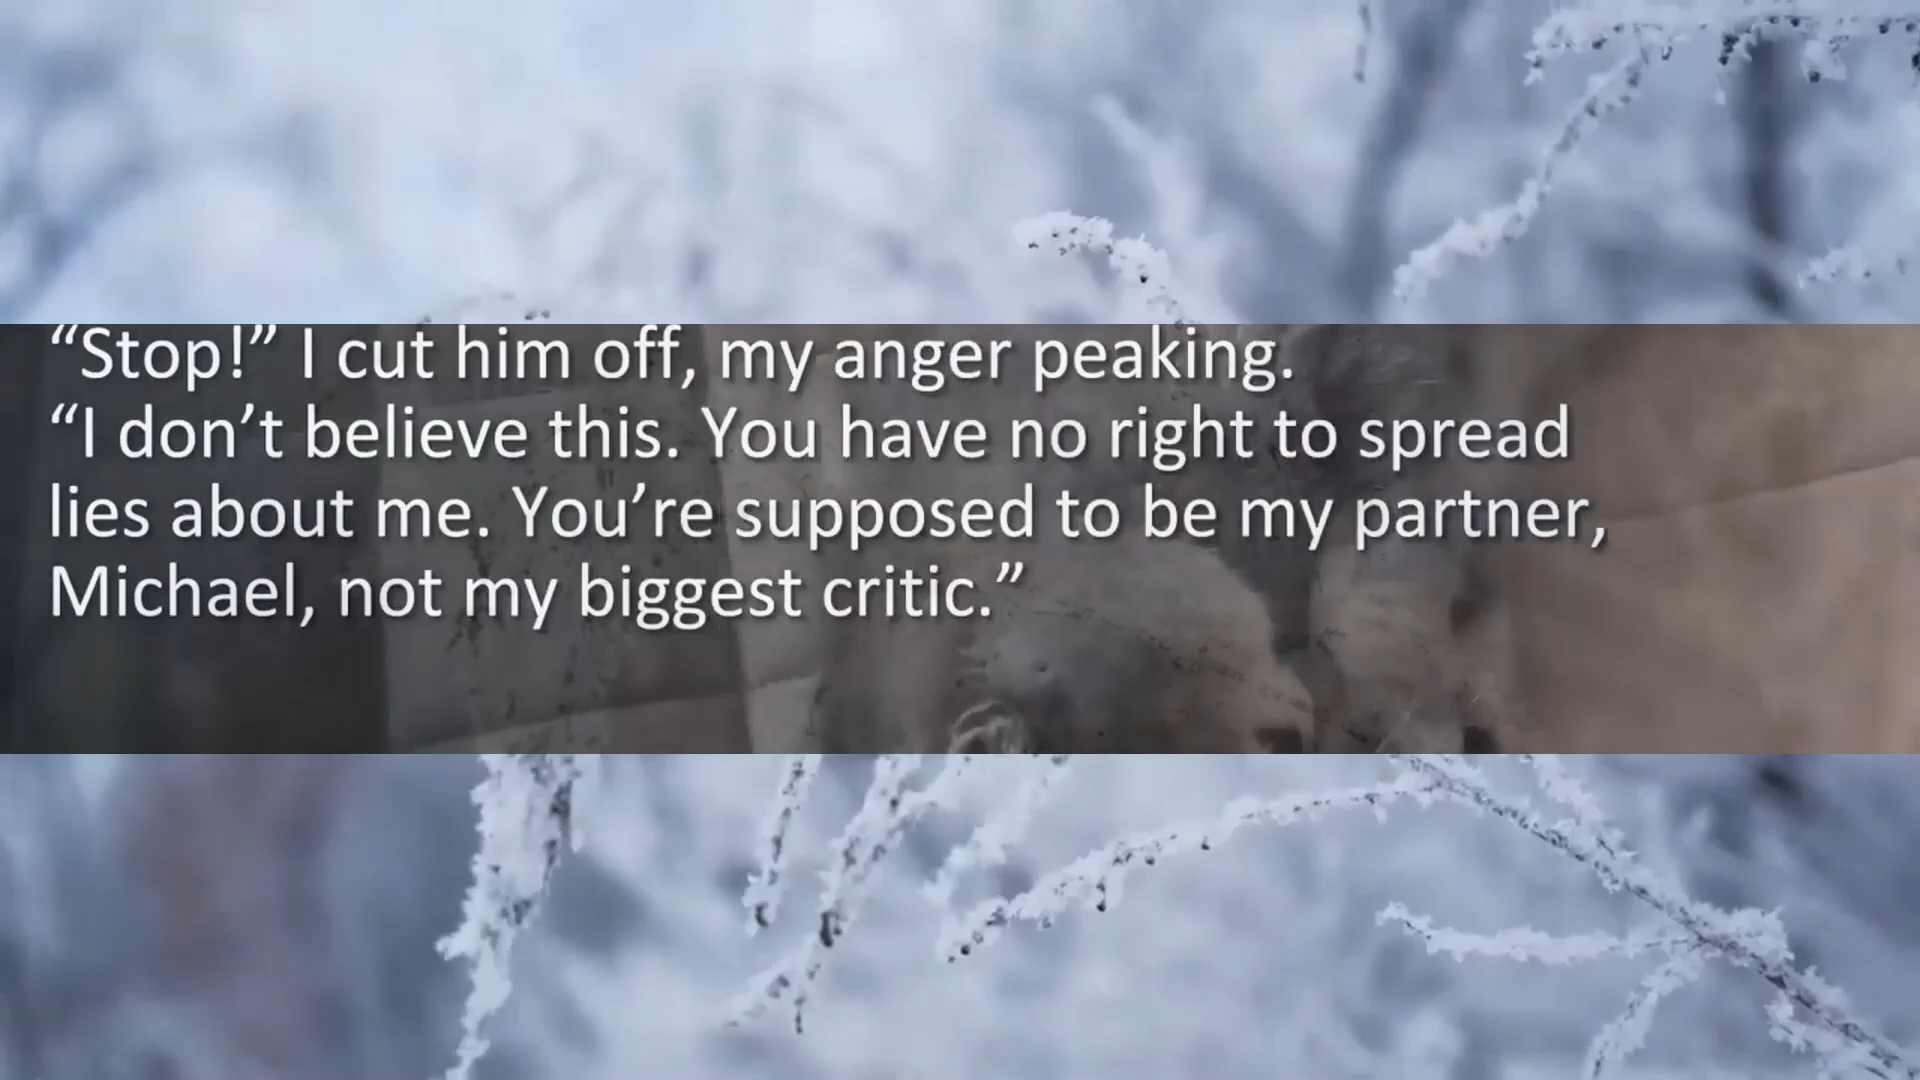 “Stop!” I cut him off, my anger peaking.
“I don’t believe this. You have no right to spread
lies about me. You’re supposed to be my partner,
Michael, not my biggest critic.”